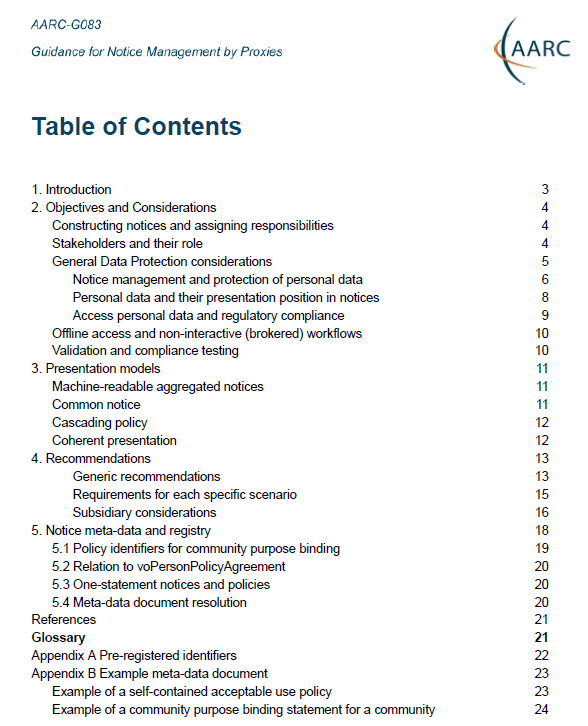 AARC-G083
Guidance for Notice Management by Proxies
AARC
Table of Contents
1. Introduction 3
2. Objectives and Considerations 4
Constructing notices and assigning responsibilities 4
Stakeholders and their role 4
General Data Protection considerations 5
Notice management and protection of personal data 6
Personal data and their presentation position in notices 8
Access personal data and regulatory compliance 9
Offline access and non-interactive (brokered) workflows 10
Validation and compliance testing 10
3. Presentation models 11
Machine-readable aggregated notices 11
Common notice 11
Cascading policy 12
Coherent presentation 12
4. Recommendations 13
Generic recommendations 13
Requirements for each specific scenario 15
Subsidiary considerations 16
5. Notice meta-data and registry 18
5.1 Policy identifiers for community purpose binding 19
5.2 Relation to voPersonPolicyAgreement 20
5.3 One-statement notices and policies 20
5.4 Meta-data document resolution 20
References 21
Glossary 21
Appendix A Pre-registered identifiers 22
Appendix B Example meta-data document 23
Example of a self-contained acceptable use policy 23
Example of a community purpose binding statement for a community 24